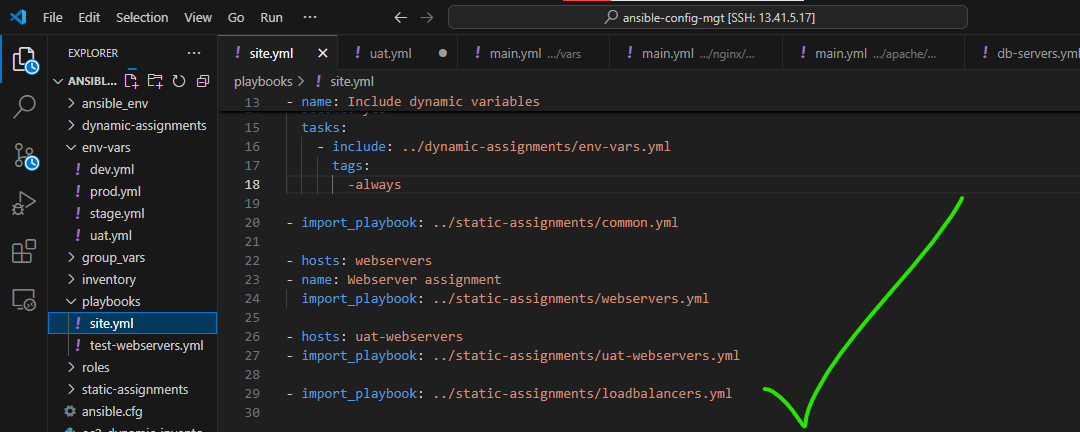 File Edit Selection View Go Run ··· ansible-config-mgt [SSH: 13.41.5.17]
EXPLORER ···
site.yml uat.yml main.yml .../vars main.yml .../nginx/... main.yml .../apache/... db-servers.yml
ANSIBL...
playbooks > ! site.yml
ansible_env
dynamic-assignments
env-vars
! dev.yml
! prod.yml
! stage.yml
! uat.yml
group_vars
inventory
playbooks
! site.yml
! test-webservers.yml
roles
static-assignments
ansible.cfg
13 - name: Include dynamic variables
15 tasks:
16 - include: ../dynamic-assignments/env-vars.yml
17 tags:
18 -always
19
20 - import_playbook: ../static-assignments/common.yml
21
22 - hosts: webservers
23 - name: Webserver assignment
24 import_playbook: ../static-assignments/webservers.yml
25
26 - hosts: uat-webservers
27 - import_playbook: ../static-assignments/uat-webservers.yml
28
29 - import_playbook: ../static-assignments/loadbalancers.yml
30